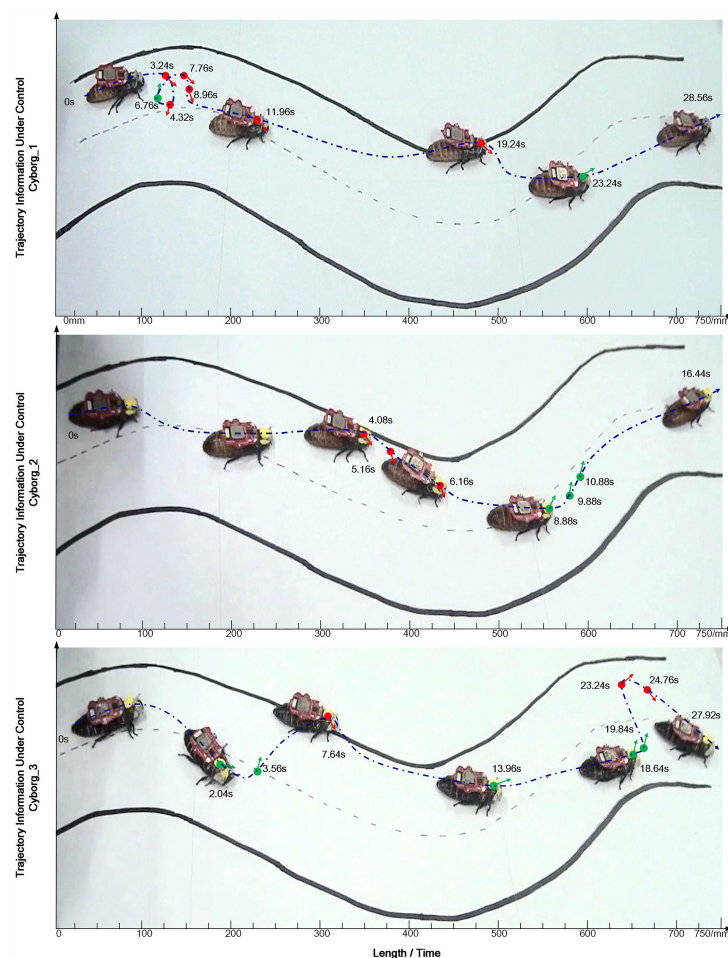 Trajectory Information Under Control
Cyborg_1
0s
3.24s
7.76s
6.76s
8.96s
4.32s
11.96s
19.24s
23.24s
28.56s
0mm 100 200 300 400 500 600 700 750/mm
Trajectory Information Under Control
Cyborg_2
0s
4.08s
5.16s
6.16s
8.88s
9.88s
10.88s
16.44s
0 100 200 300 400 500 600 700 750/mm
Trajectory Information Under Control
Cyborg_3
0s
2.04s
3.56s
7.64s
13.96s
18.64s
19.84s
23.24s
24.76s
27.92s
0 100 200 300 400 500 600 700 750/mm
Length / Time